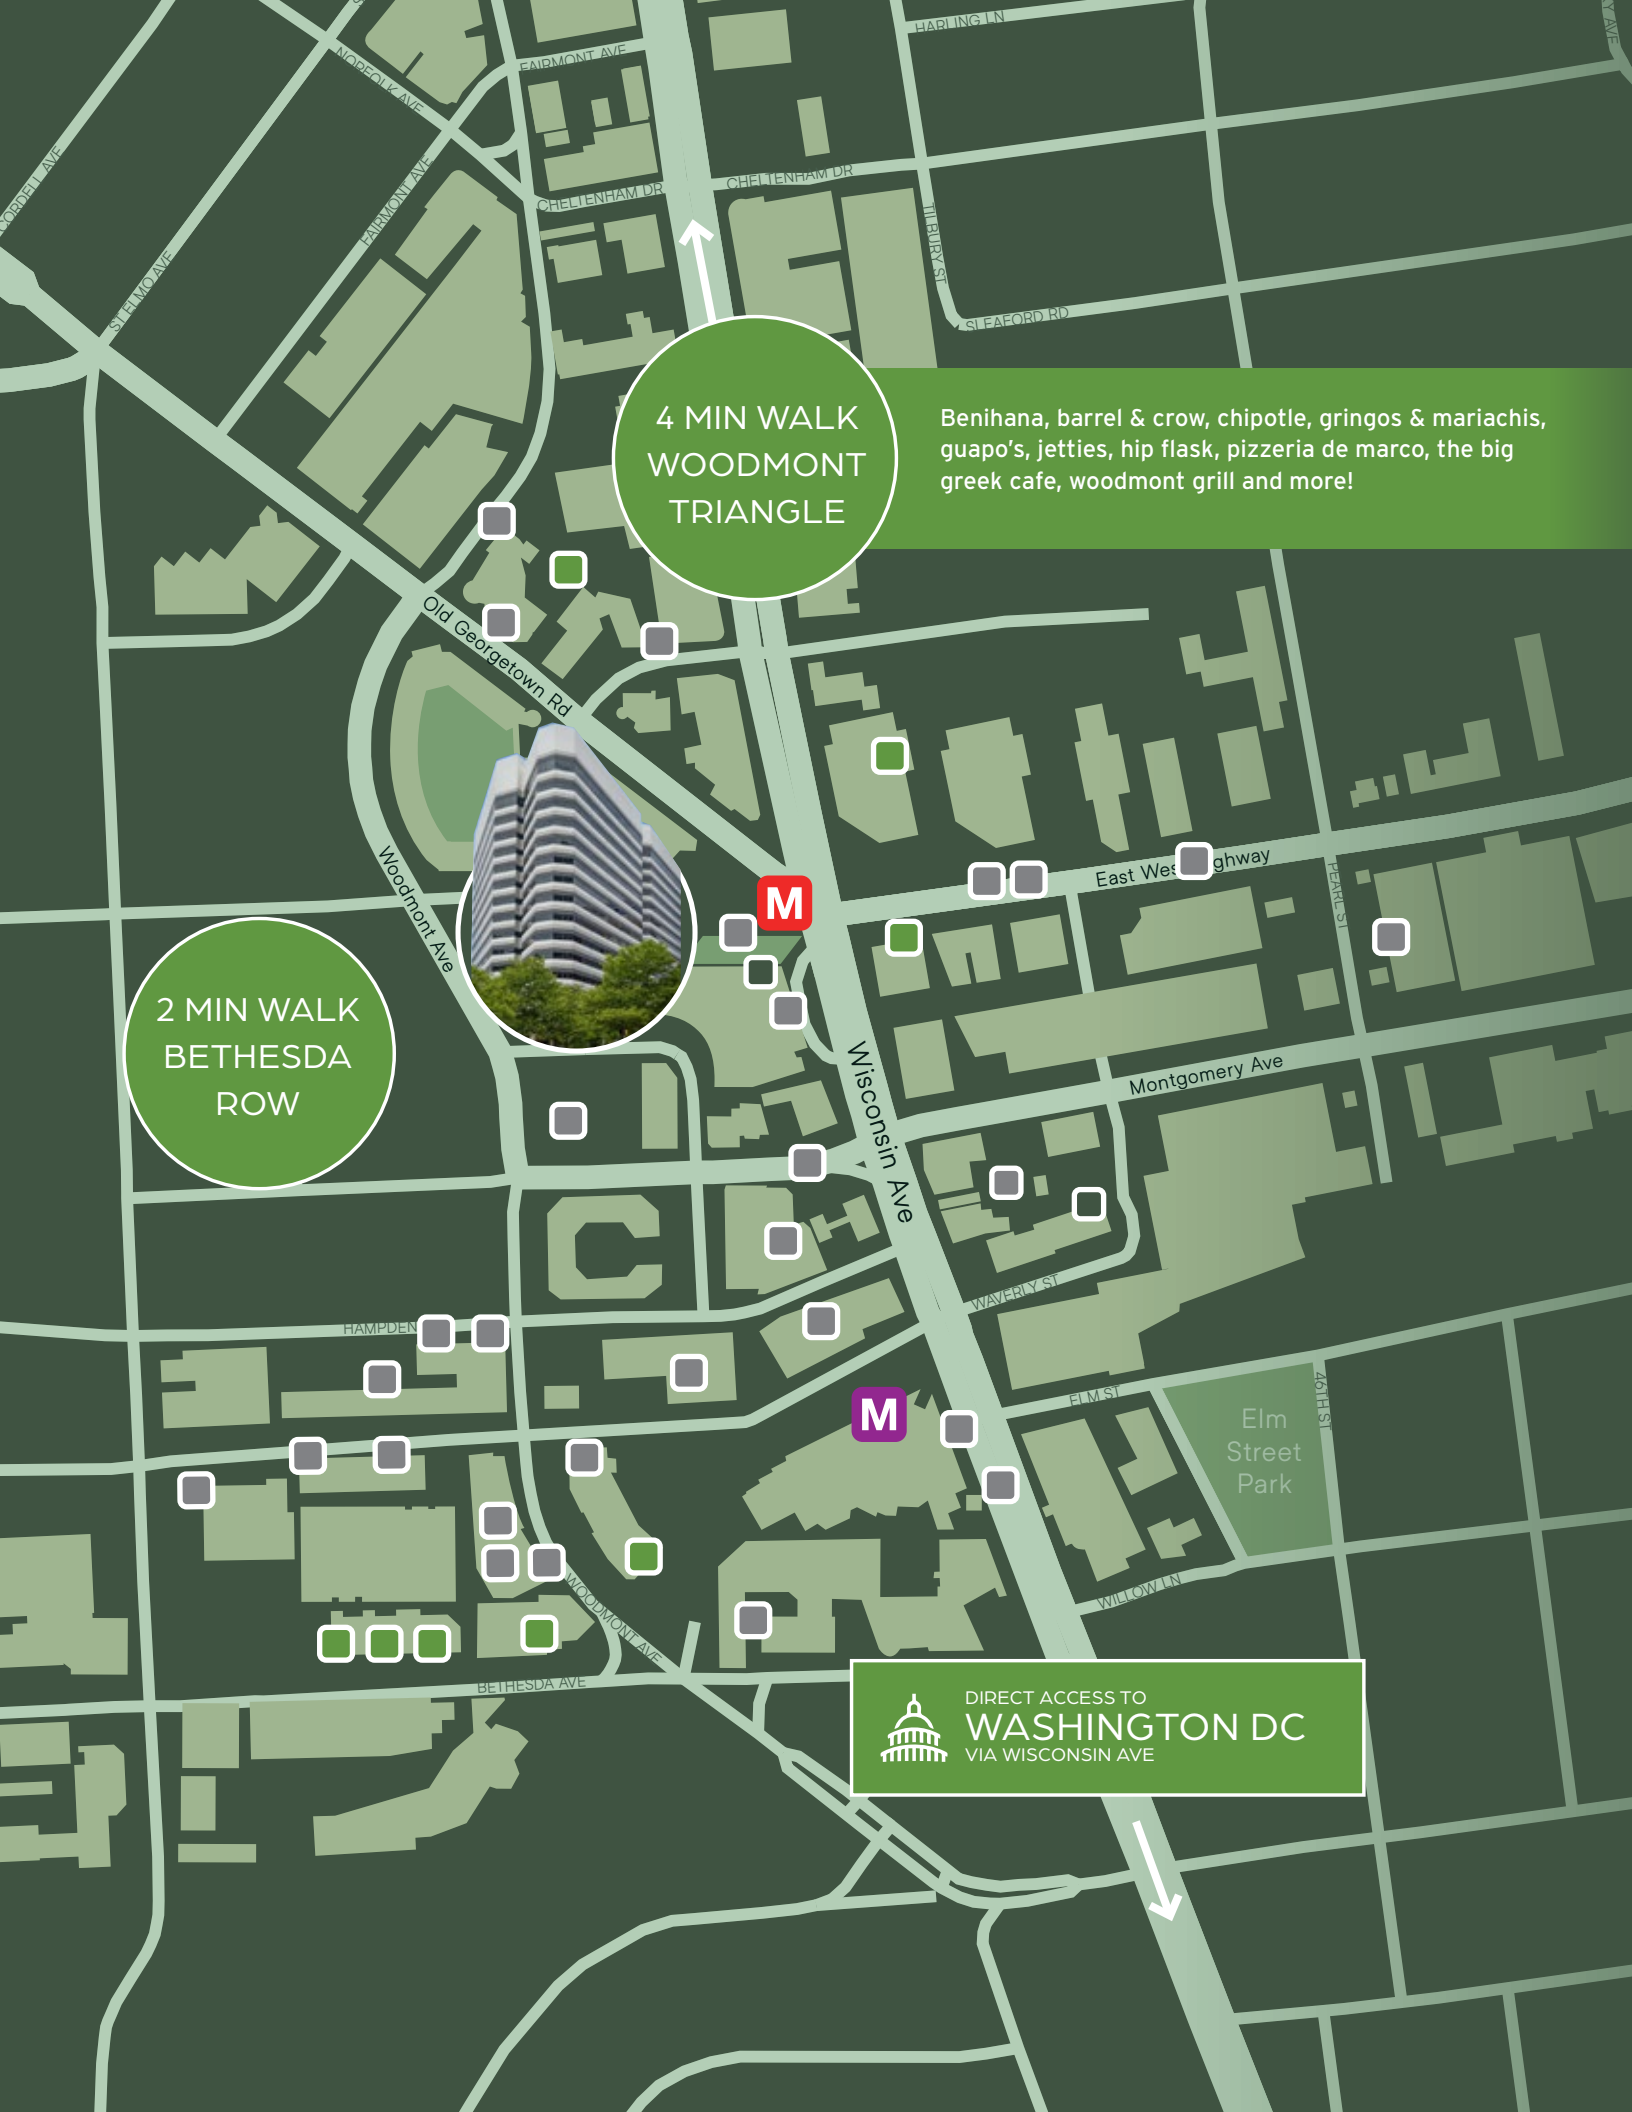 HARLING LN
NORFOLK AVE
FAIRMONT AVE
CORDELL AVE
FAIRMONT AVE
CHELTENHAM DR
CHELTENHAM DR
TILBURY ST
ST ELMO AVE
SLEAFORD RD
4 MIN WALK
WOODMONT
TRIANGLE
Benihana, barrel & crow, chipotle, gringos & mariachis,
guapo's, jetties, hip flask, pizzeria de marco, the big
greek cafe, woodmont grill and more!
Old Georgetown Rd
Woodmont Ave
M
East Wes ghway
PEARL ST
2 MIN WALK
BETHESDA
ROW
Wisconsin Ave
Montgomery Ave
WAVERLY ST
HAMPDEN
M
ELM ST
46TH ST
Elm
Street
Park
WOODMONT AVE
WILLOW LN
BETHESDA AVE
DIRECT ACCESS TO
WASHINGTON DC
VIA WISCONSIN AVE